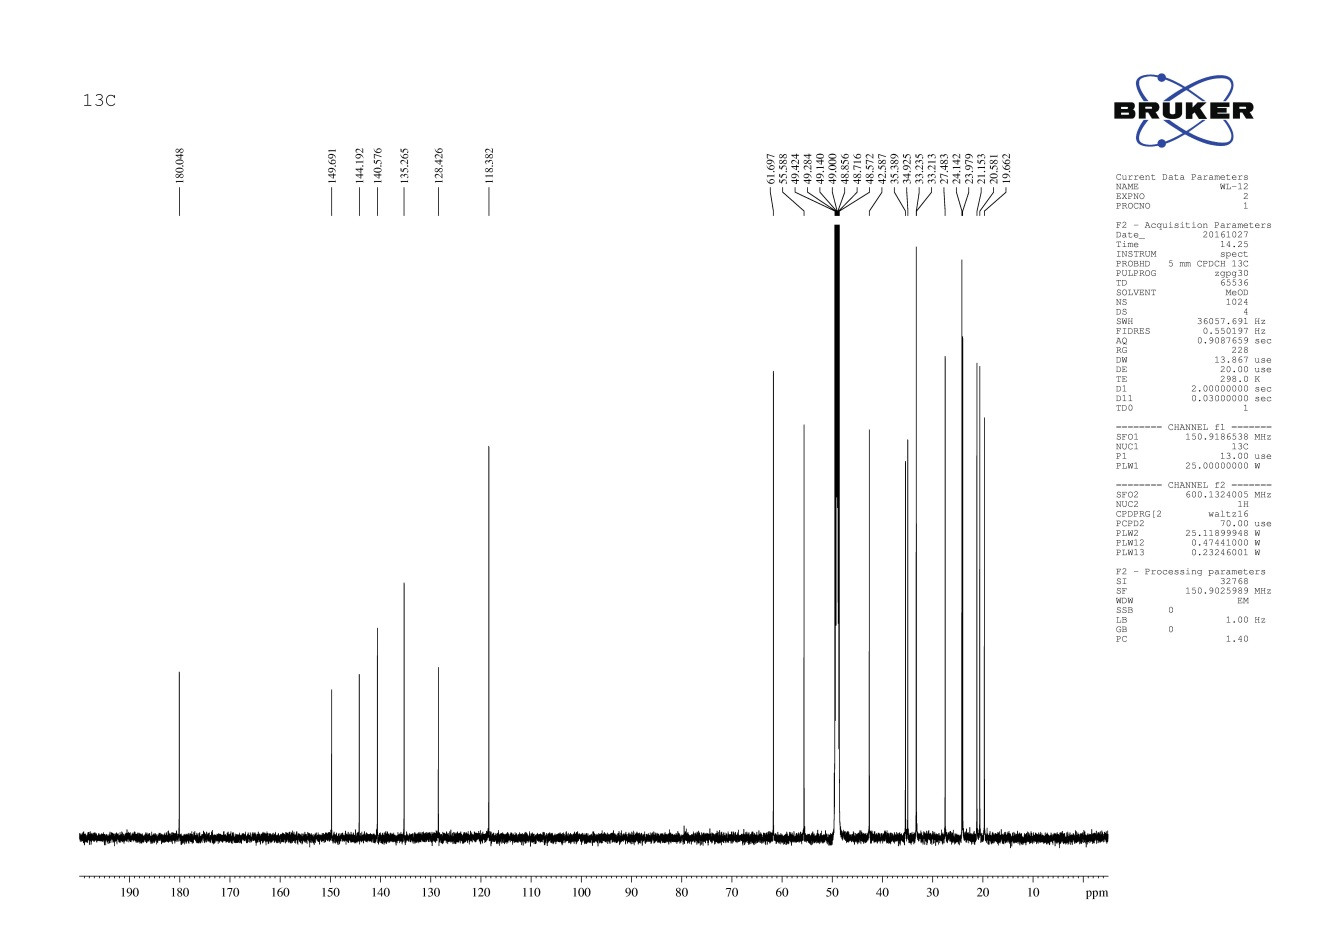 13C
BRUKER
180.048
149.691
144.192
140.576
135.265
128.426
118.382
61.697
55.588
49.424
49.284
49.140
49.000
48.856
48.716
48.572
42.587
35.389
34.925
33.235
33.213
27.483
24.142
23.979
21.153
20.581
19.662
Current Data Parameters
NAME WL-12
EXPNO 2
PROCNO 1
F2 - Acquisition Parameters
Date_ 20161027
Time 14.25
INSTRUM spect
PROBHD 5 mm CPDCH 13C
PULPROG zgpg30
TD 65536
SOLVENT MeOD
NS 1024
DS 4
SWH 36057.691 Hz
FIDRES 0.550197 Hz
AQ 0.9087659 sec
RG 228
DW 13.867 use
DE 20.00 use
TE 298.0 K
D1 2.00000000 sec
D11 0.03000000 sec
TD0 1
======== CHANNEL f1 ========
SFO1 150.9186538 MHz
NUC1 13C
P1 13.00 use
PLW1 25.00000000 W
======== CHANNEL f2 ========
SFO2 600.1324005 MHz
NUC2 1H
CPDPRG[2 waltz16
PCPD2 70.00 use
PLW2 25.11899948 W
PLW12 0.47441000 W
PLW13 0.23246001 W
F2 - Processing parameters
SI 32768
SF 150.9025989 MHz
WDW EM
SSB 0
LB 1.00 Hz
GB 0
PC 1.40
190 180 170 160 150 140 130 120 110 100 90 80 70 60 50 40 30 20 10 ppm